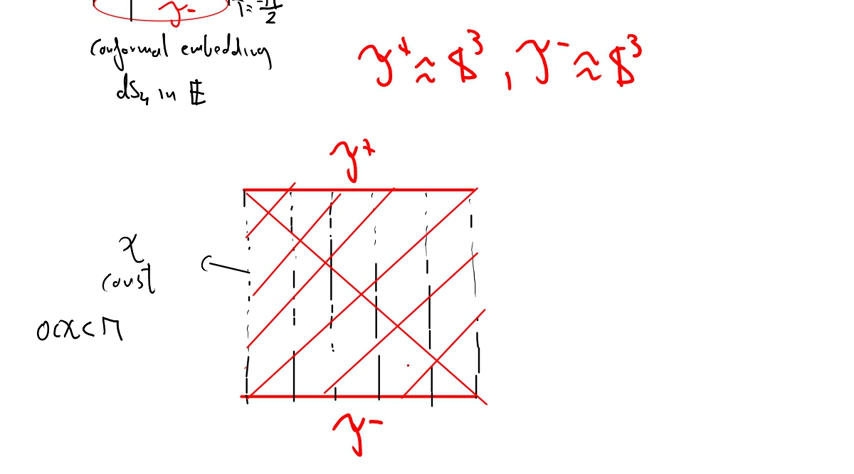 𝒥-
T = -π/2
conformal embedding
dS₄ in E
𝒥⁺ ≈ S³, 𝒥⁻ ≈ S³
𝒥⁺
χ
const
0<χ<π
𝒥⁻